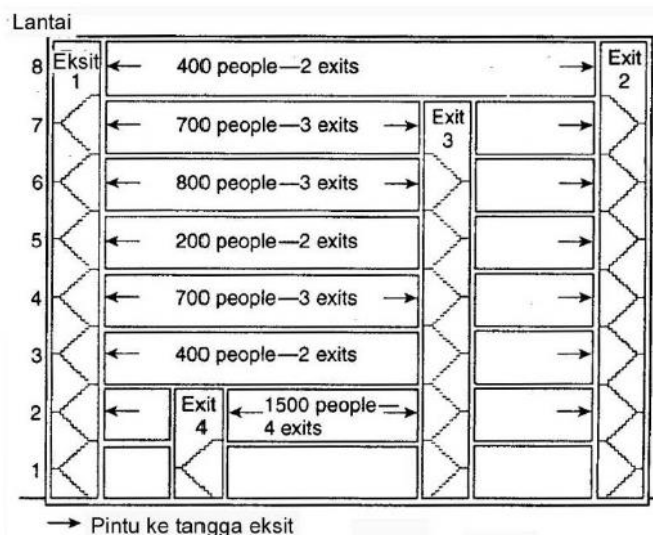 Lantai
8
Eksit
1
400 people—2 exits
Exit
2
7
700 people—3 exits
Exit
3
6
800 people—3 exits
5
200 people—2 exits
4
700 people—3 exits
3
400 people—2 exits
2
Exit
4
1500 people—
4 exits
1
→ Pintu ke tangga eksit